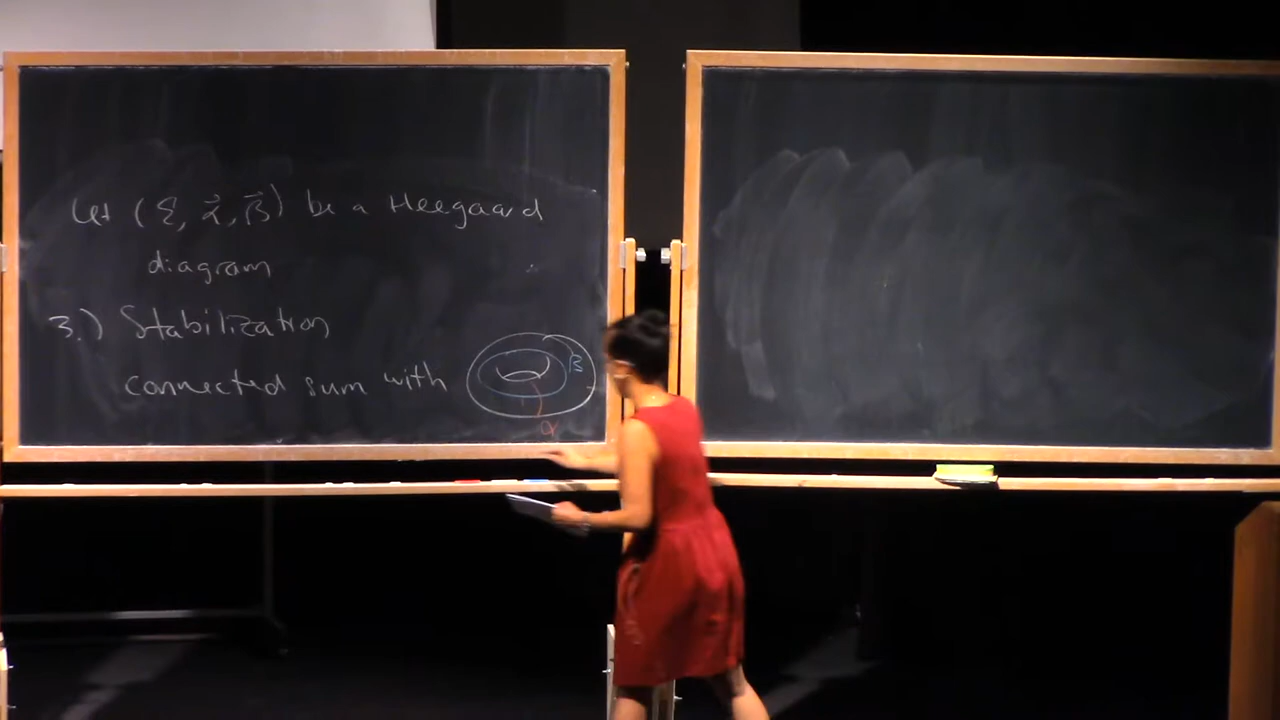 Let (Σ, α⃗, β⃗) be a Heegaard
diagram
3.) Stabilization
connected sum with
β
α